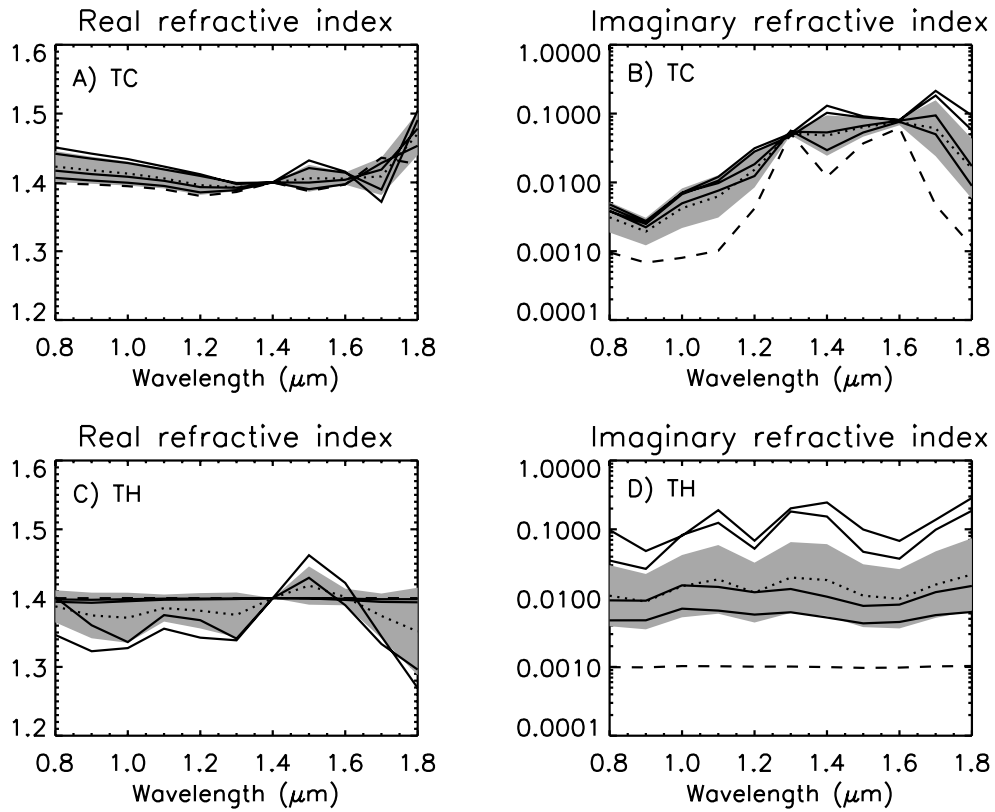 Real refractive index
Imaginary refractive index
1.6
1.5
1.4
1.3
1.2
A) TC
0.8 1.0 1.2 1.4 1.6 1.8
Wavelength (μm)
1.0000
0.1000
0.0100
0.0010
0.0001
B) TC
0.8 1.0 1.2 1.4 1.6 1.8
Wavelength (μm)
Real refractive index
Imaginary refractive index
1.6
1.5
1.4
1.3
1.2
C) TH
0.8 1.0 1.2 1.4 1.6 1.8
Wavelength (μm)
1.0000
0.1000
0.0100
0.0010
0.0001
D) TH
0.8 1.0 1.2 1.4 1.6 1.8
Wavelength (μm)